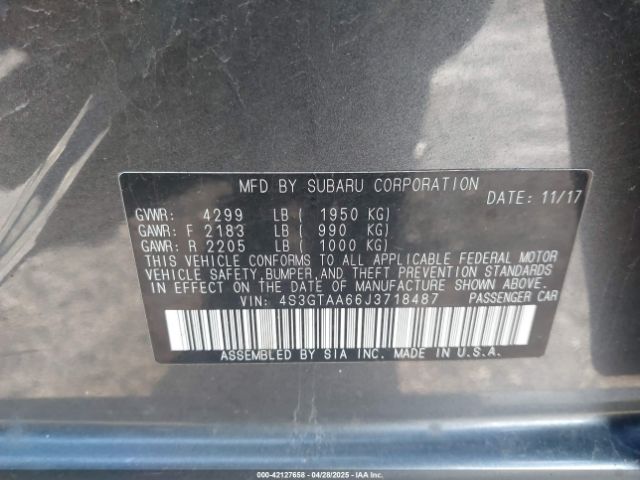 MFD BY SUBARU CORPORATION
DATE: 11/17
GVWR: 4299 LB ( 1950 KG)
GAWR: F 2183 LB ( 990 KG)
GAWR: R 2205 LB ( 1000 KG)
THIS VEHICLE CONFORMS TO ALL APPLICABLE FEDERAL MOTOR
VEHICLE SAFETY, BUMPER, AND THEFT PREVENTION STANDARDS
IN EFFECT ON THE DATE OF MANUFACTURE SHOWN ABOVE.
VIN: 4S3GTAA66J3718487 PASSENGER CAR
ASSEMBLED BY SIA INC. MADE IN U.S.A.
000-42127658 - 04/28/2025 - IAAI.COM